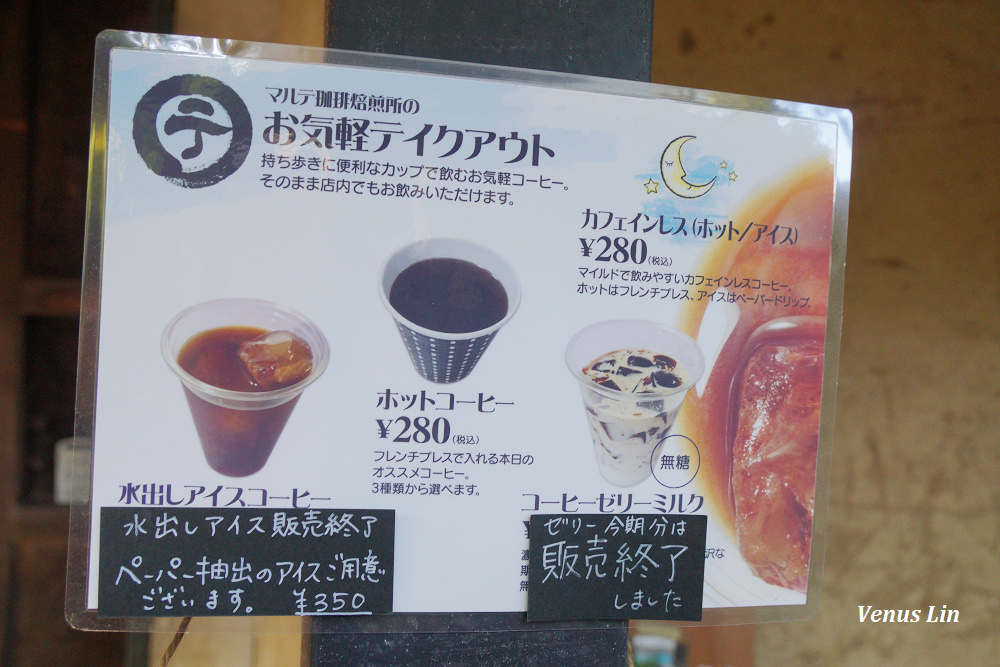 テ
マルテ珈琲焙煎所の
お気軽テイクアウト
持ち歩きに便利なカップで飲むお気軽コーヒー。
そのまま店内でもお飲みいただけます。
カフェインレス(ホット/アイス)
¥280(税込)
マイルドで飲みやすいカフェインレスコーヒー。
ホットはフレンチプレス、アイスはペーパードリップ。
ホットコーヒー
¥280(税込)
フレンチプレスで入れる本日の
オススメコーヒー。
3種類から選べます。
水出しアイスコーヒー
水出しアイス販売終了
ペーパー抽出のアイスご用意
ございます。 ¥350
無糖
コーヒーゼリーミルク
ゼリー今期分は
販売終了
しました
Venus Lin